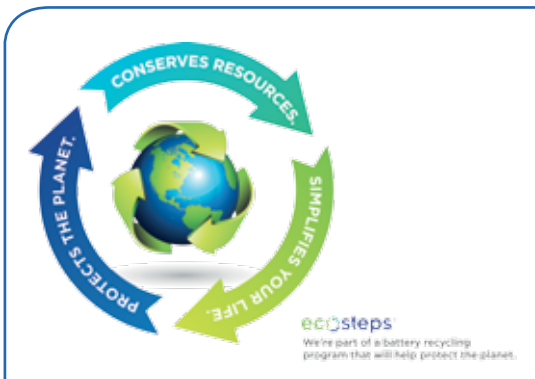 CONSERVES RESOURCES.
SIMPLIFIES YOUR LIFE.
PROTECTS THE PLANET.
ecosteps
We're part of a battery recycling
program that will help protect the planet.